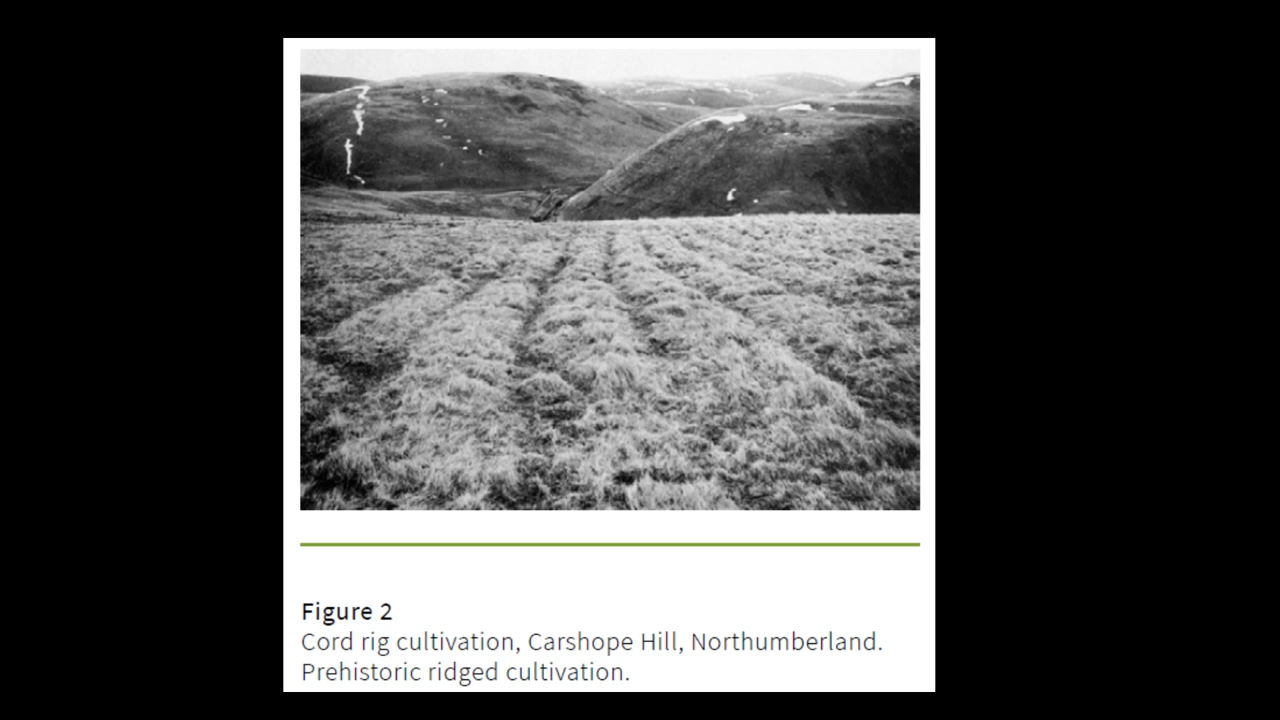 Figure 2
Cord rig cultivation, Carshope Hill, Northumberland.
Prehistoric ridged cultivation.